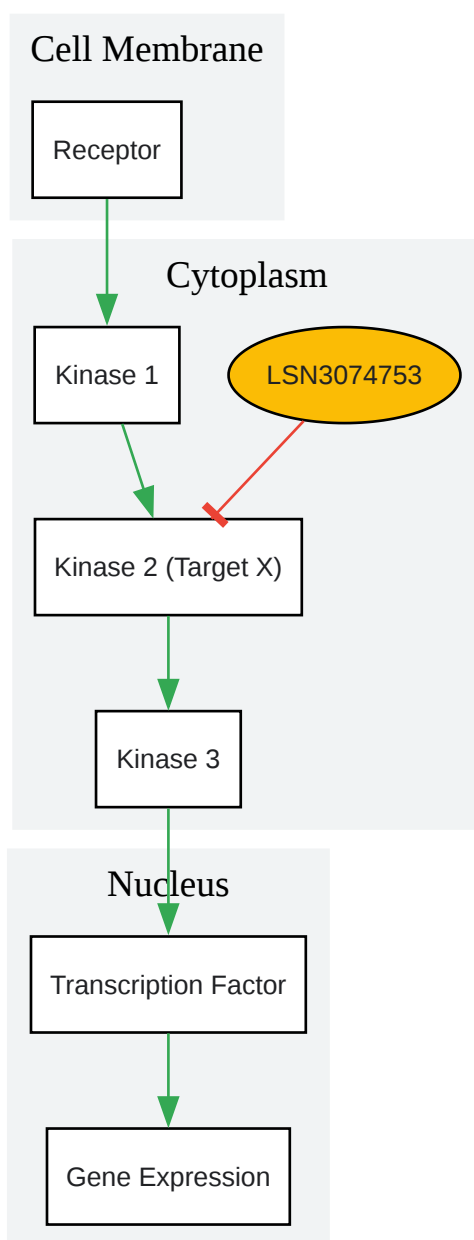 Cell Membrane
Receptor
Cytoplasm
Kinase 1
LSN3074753
Kinase 2 (Target X)
Kinase 3
Nucleus
Transcription Factor
Gene Expression